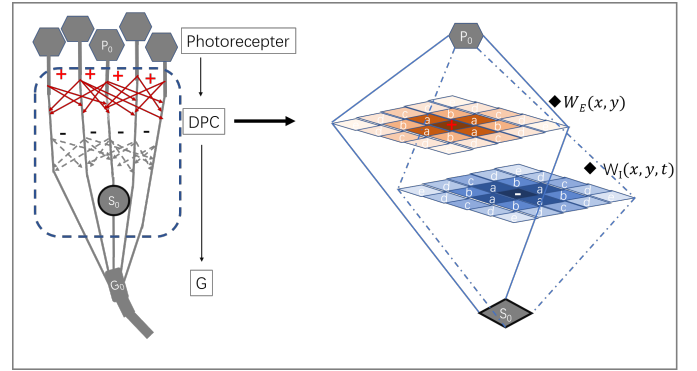 P₀
Photorecepter
+ + + +
DPC
- - - -
S₀
G₀
G
P₀
◆W_E(x, y)
b
a a
b
◆ W_I(x, y, t)
d
c c
d b d
c a a c
d b - b d
c a a c
d b d
c c
d
S₀